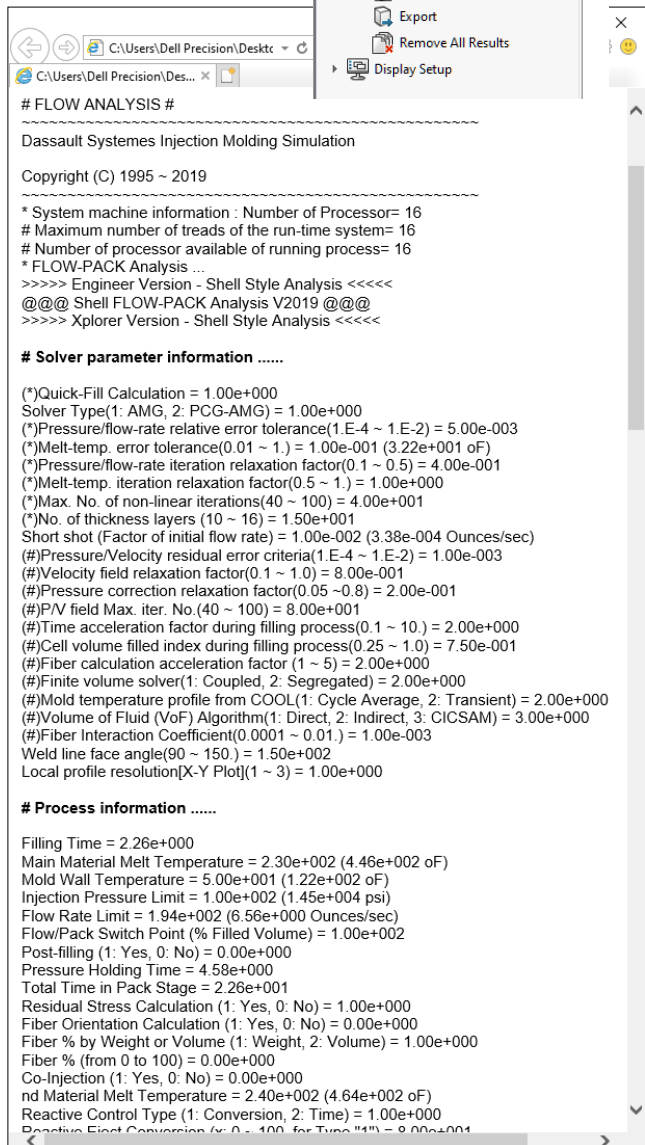 Export
Remove All Results
Display Setup
C:\Users\Dell Precision\Deskto
C:\Users\Dell Precision\Des...
# FLOW ANALYSIS #
~~~~~~~~~~~~~~~~~~~~~~~~~~~~~~~~~~~~~~~~~~~~~~~~~~
Dassault Systemes Injection Molding Simulation
Copyright (C) 1995 ~ 2019
~~~~~~~~~~~~~~~~~~~~~~~~~~~~~~~~~~~~~~~~~~~~~~~~~~
* System machine information : Number of Processor= 16
# Maximum number of treads of the run-time system= 16
# Number of processor available of running process= 16
* FLOW-PACK Analysis ...
>>>>> Engineer Version - Shell Style Analysis <<<<<
@@@ Shell FLOW-PACK Analysis V2019 @@@
>>>>> Xplorer Version - Shell Style Analysis <<<<<
# Solver parameter information ......
(*)Quick-Fill Calculation = 1.00e+000
Solver Type(1: AMG, 2: PCG-AMG) = 1.00e+000
(*)Pressure/flow-rate relative error tolerance(1.E-4 ~ 1.E-2) = 5.00e-003
(*)Melt-temp. error tolerance(0.01 ~ 1.) = 1.00e-001 (3.22e+001 oF)
(*)Pressure/flow-rate iteration relaxation factor(0.1 ~ 0.5) = 4.00e-001
(*)Melt-temp. iteration relaxation factor(0.5 ~ 1.) = 1.00e+000
(*)Max. No. of non-linear iterations(40 ~ 100) = 4.00e+001
(*)No. of thickness layers (10 ~ 16) = 1.50e+001
Short shot (Factor of initial flow rate) = 1.00e-002 (3.38e-004 Ounces/sec)
(#)Pressure/Velocity residual error criteria(1.E-4 ~ 1.E-2) = 1.00e-003
(#)Velocity field relaxation factor(0.1 ~ 1.0) = 8.00e-001
(#)Pressure correction relaxation factor(0.05 ~0.8) = 2.00e-001
(#)P/V field Max. iter. No.(40 ~ 100) = 8.00e+001
(#)Time acceleration factor during filling process(0.1 ~ 10.) = 2.00e+000
(#)Cell volume filled index during filling process(0.25 ~ 1.0) = 7.50e-001
(#)Fiber calculation acceleration factor (1 ~ 5) = 2.00e+000
(#)Finite volume solver(1: Coupled, 2: Segregated) = 2.00e+000
(#)Mold temperature profile from COOL(1: Cycle Average, 2: Transient) = 2.00e+000
(#)Volume of Fluid (VoF) Algorithm(1: Direct, 2: Indirect, 3: CICSAM) = 3.00e+000
(#)Fiber Interaction Coefficient(0.0001 ~ 0.01.) = 1.00e-003
Weld line face angle(90 ~ 150.) = 1.50e+002
Local profile resolution[X-Y Plot](1 ~ 3) = 1.00e+000
# Process information ......
Filling Time = 2.26e+000
Main Material Melt Temperature = 2.30e+002 (4.46e+002 oF)
Mold Wall Temperature = 5.00e+001 (1.22e+002 oF)
Injection Pressure Limit = 1.00e+002 (1.45e+004 psi)
Flow Rate Limit = 1.94e+002 (6.56e+000 Ounces/sec)
Flow/Pack Switch Point (% Filled Volume) = 1.00e+002
Post-filling (1: Yes, 0: No) = 0.00e+000
Pressure Holding Time = 4.58e+000
Total Time in Pack Stage = 2.26e+001
Residual Stress Calculation (1: Yes, 0: No) = 1.00e+000
Fiber Orientation Calculation (1: Yes, 0: No) = 0.00e+000
Fiber % by Weight or Volume (1: Weight, 2: Volume) = 1.00e+000
Fiber % (from 0 to 100) = 0.00e+000
Co-Injection (1: Yes, 0: No) = 0.00e+000
nd Material Melt Temperature = 2.40e+002 (4.64e+002 oF)
Reactive Control Type (1: Conversion, 2: Time) = 1.00e+000
Reactive Eject Conversion (x: 0 ~ 100, for Type "1") = 8.00e+001